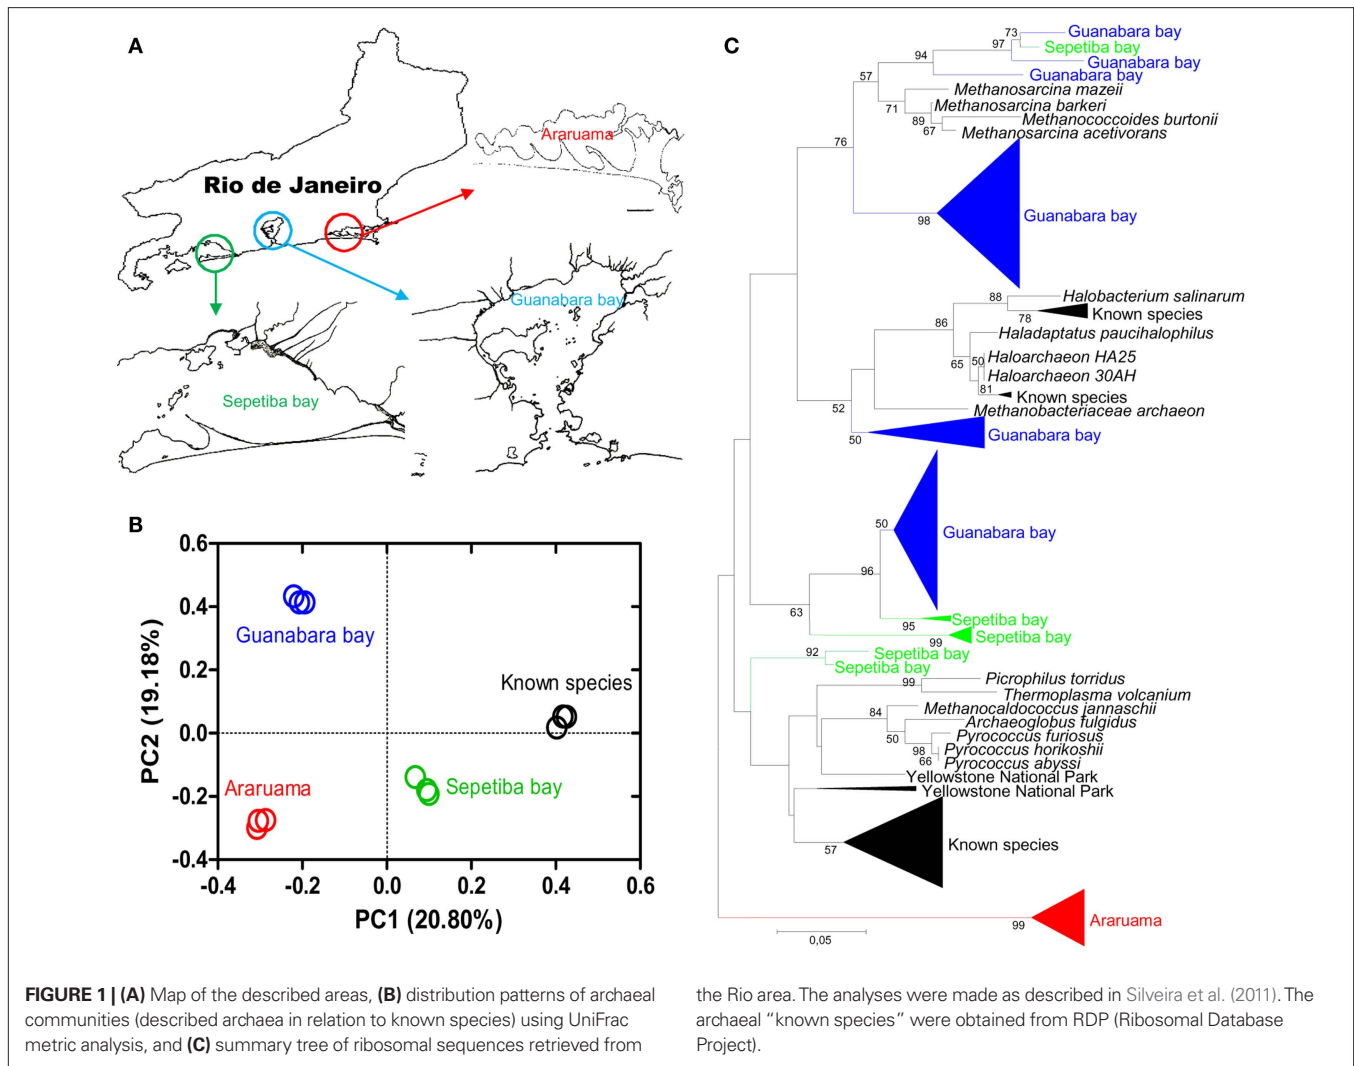 A
Rio de Janeiro
Araruama
Guanabara bay
Sepetiba bay
B
0.6
0.4
0.2
0.0
-0.2
-0.4
-0.4
-0.2
0.0
0.2
0.4
0.6
PC2 (19.18%)
PC1 (20.80%)
Guanabara bay
Known species
Sepetiba bay
Araruama
C
73
Guanabara bay
97
Sepetiba bay
94
Guanabara bay
57
Guanabara bay
Methanosarcina mazeii
71
Methanosarcina barkeri
89
Methanococcoides burtonii
67
Methanosarcina acetivorans
76
98
Guanabara bay
88
Halobacterium salinarum
78
Known species
86
Haladaptatus paucihalophilus
65
50
Haloarchaeon HA25
Haloarchaeon 30AH
81
Known species
52
Methanobacteriaceae archaeon
50
Guanabara bay
50
Guanabara bay
96
63
95
Sepetiba bay
99
Sepetiba bay
92
Sepetiba bay
Sepetiba bay
99
Picrophilus torridus
Thermoplasma volcanium
84
Methanocaldococcus jannaschii
Archaeoglobus fulgidus
50
Pyrococcus furiosus
98
Pyrococcus horikoshii
66
Pyrococcus abyssi
Yellowstone National Park
Yellowstone National Park
57
Known species
99
Araruama
0,05
FIGURE 1 | (A) Map of the described areas, (B) distribution patterns of archaeal
communities (described archaea in relation to known species) using UniFrac
metric analysis, and (C) summary tree of ribosomal sequences retrieved from
the Rio area. The analyses were made as described in Silveira et al. (2011). The
archaeal “known species” were obtained from RDP (Ribosomal Database
Project).